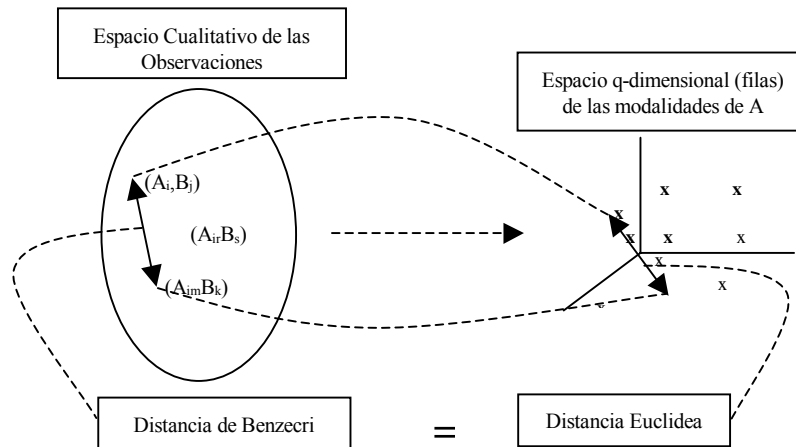 Espacio Cualitativo de las
Observaciones
Espacio q-dimensional (filas)
de las modalidades de A
(Ai,Bj)
(AirBs)
(AimBk)
x x
x
x x x
x
x
Distancia de Benzecri
=
Distancia Euclidea